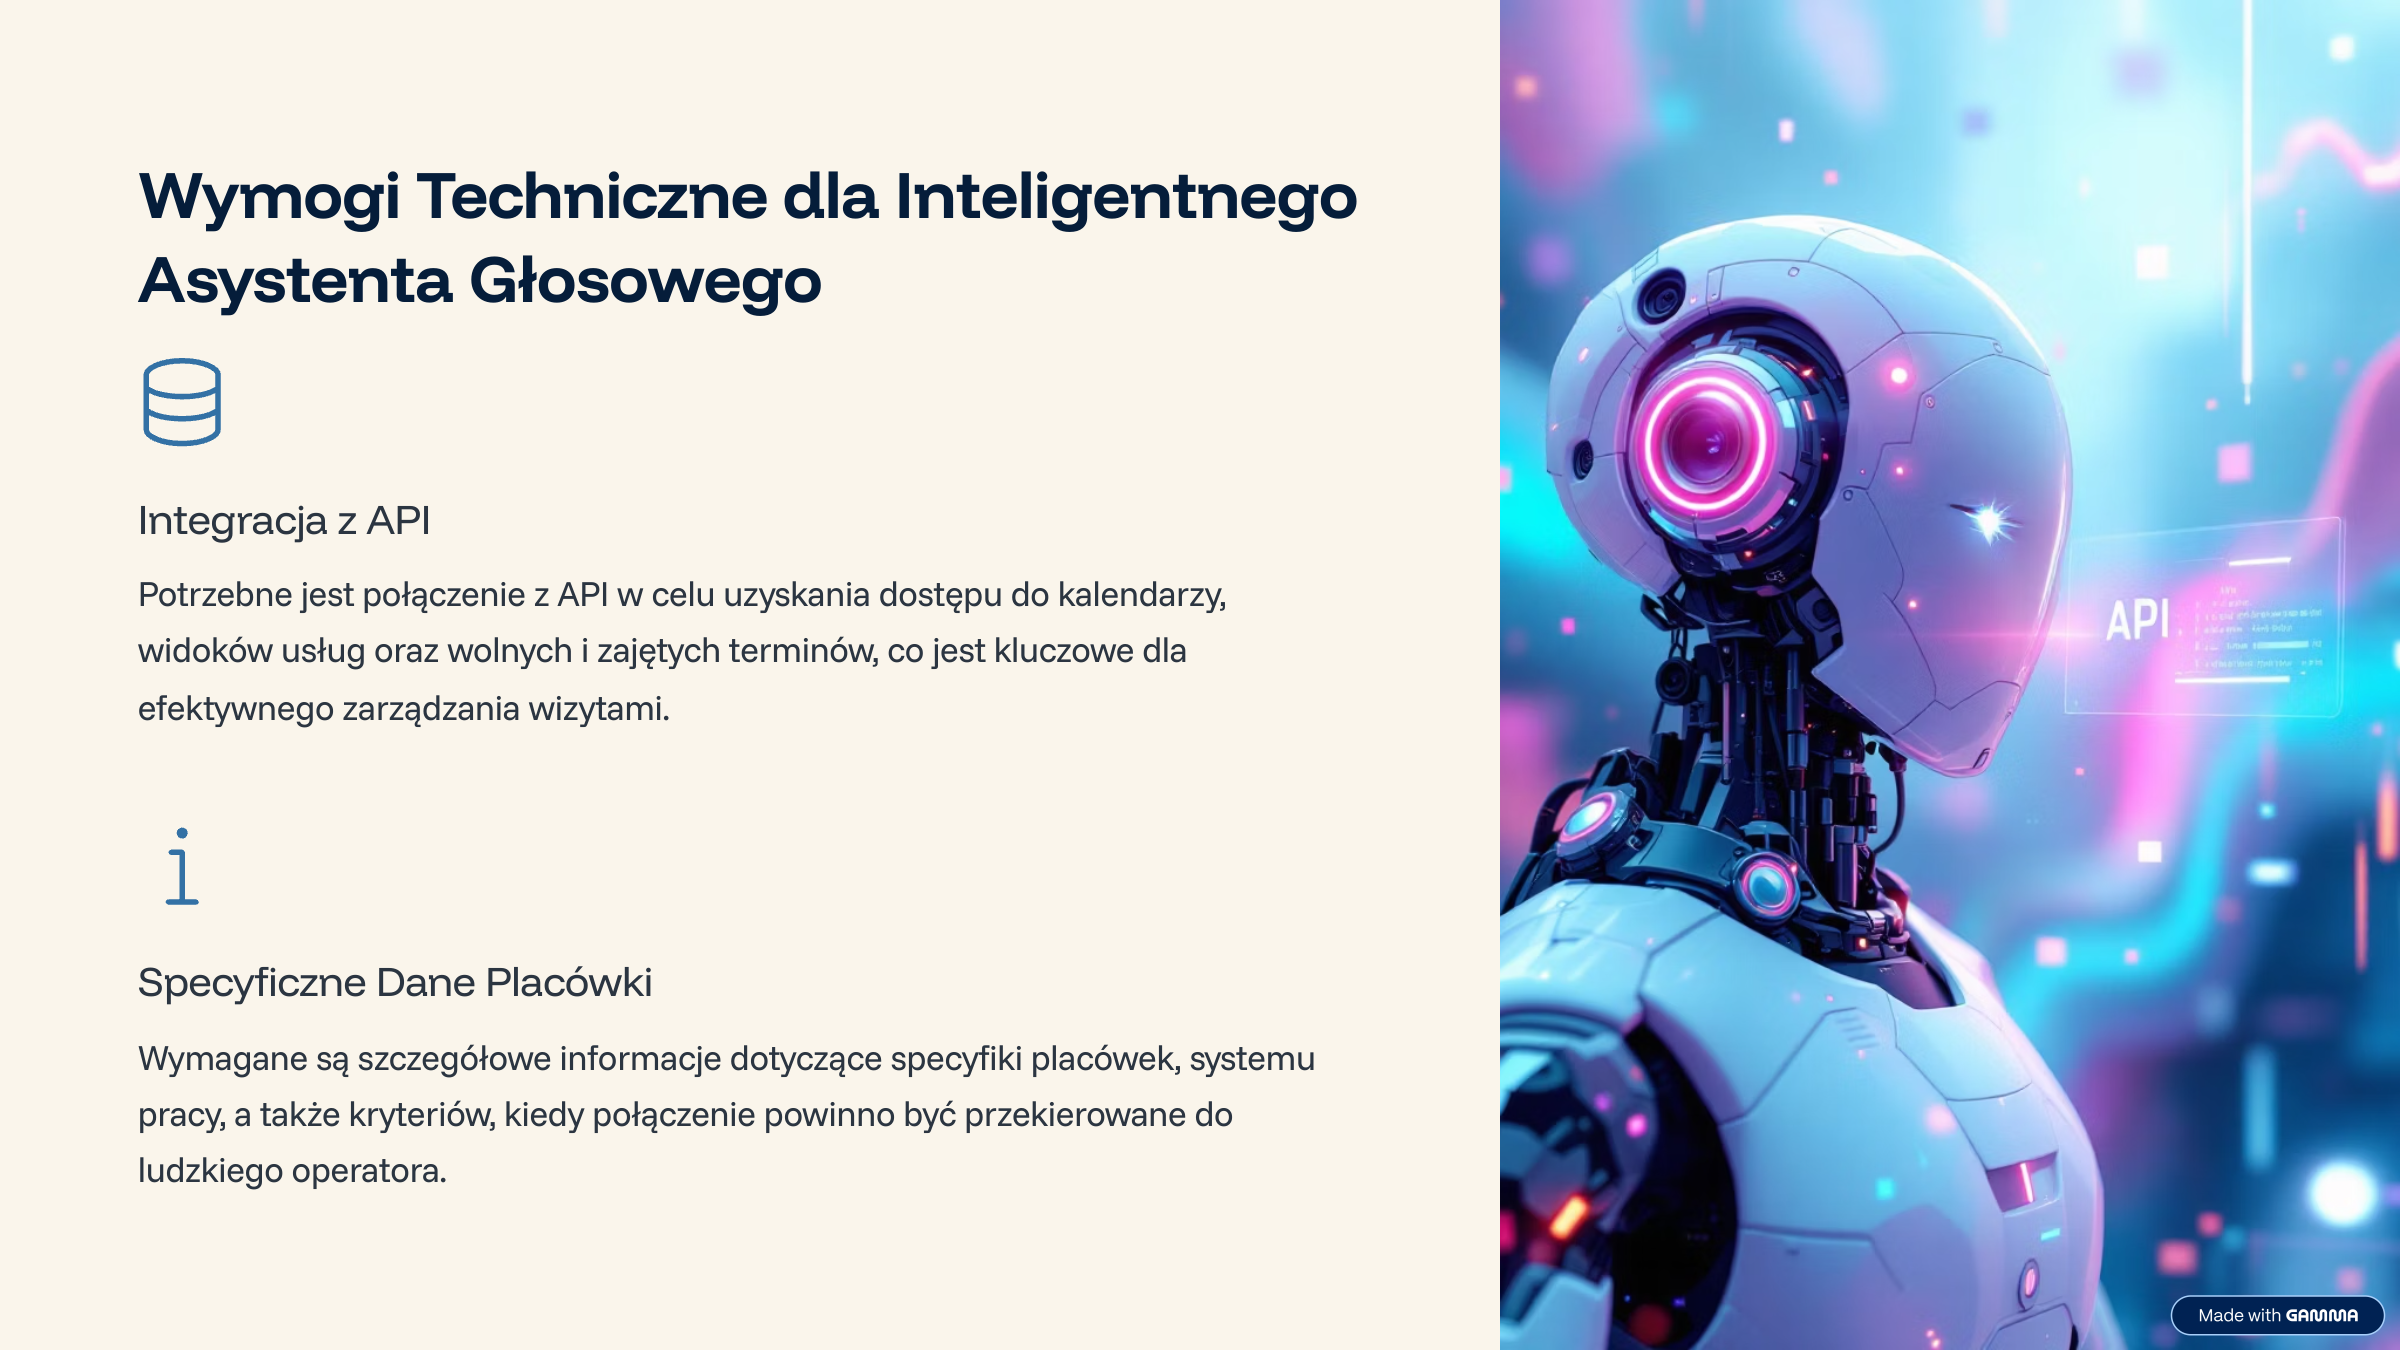 Wymogi Techniczne dla Inteligentnego
Asystenta Głosowego
Integracja z API
Potrzebne jest połączenie z API w celu uzyskania dostępu do kalendarzy,
widoków usług oraz wolnych i zajętych terminów, co jest kluczowe dla
efektywnego zarządzania wizytami.
Specyficzne Dane Placówki
Wymagane są szczegółowe informacje dotyczące specyfiki placówek, systemu
pracy, a także kryteriów, kiedy połączenie powinno być przekierowane do
ludzkiego operatora.
API
Made with GAMMA